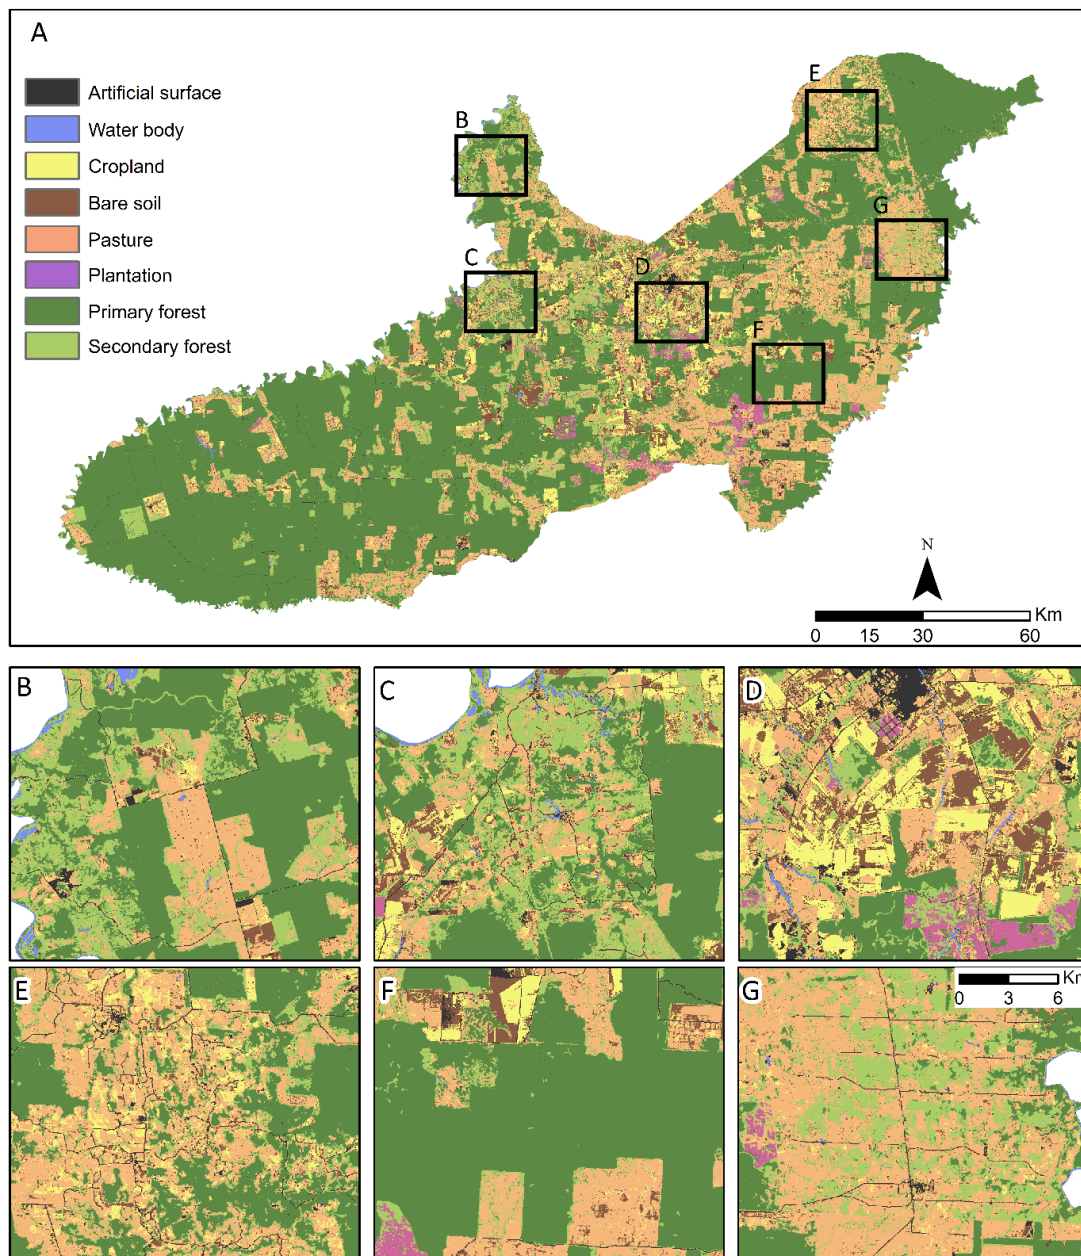 A
Artificial surface
Water body
Cropland
Bare soil
Pasture
Plantation
Primary forest
Secondary forest
B
C
D
E
F
G
N
Km
0 15 30 60
B
C
D
E
F
G
Km
0 3 6